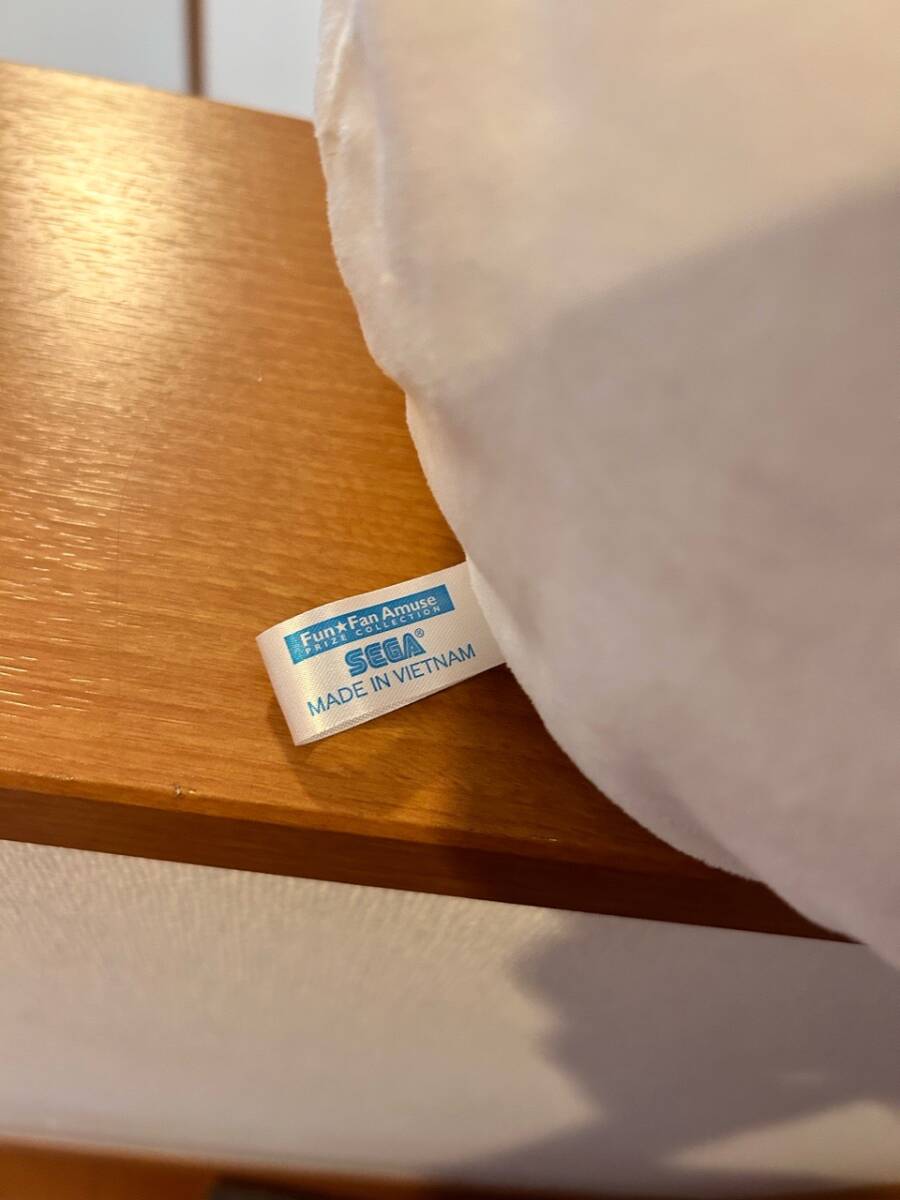 Fun★Fan Amuse
PRIZE COLLECTION
SEGA®
MADE IN VIETNAM